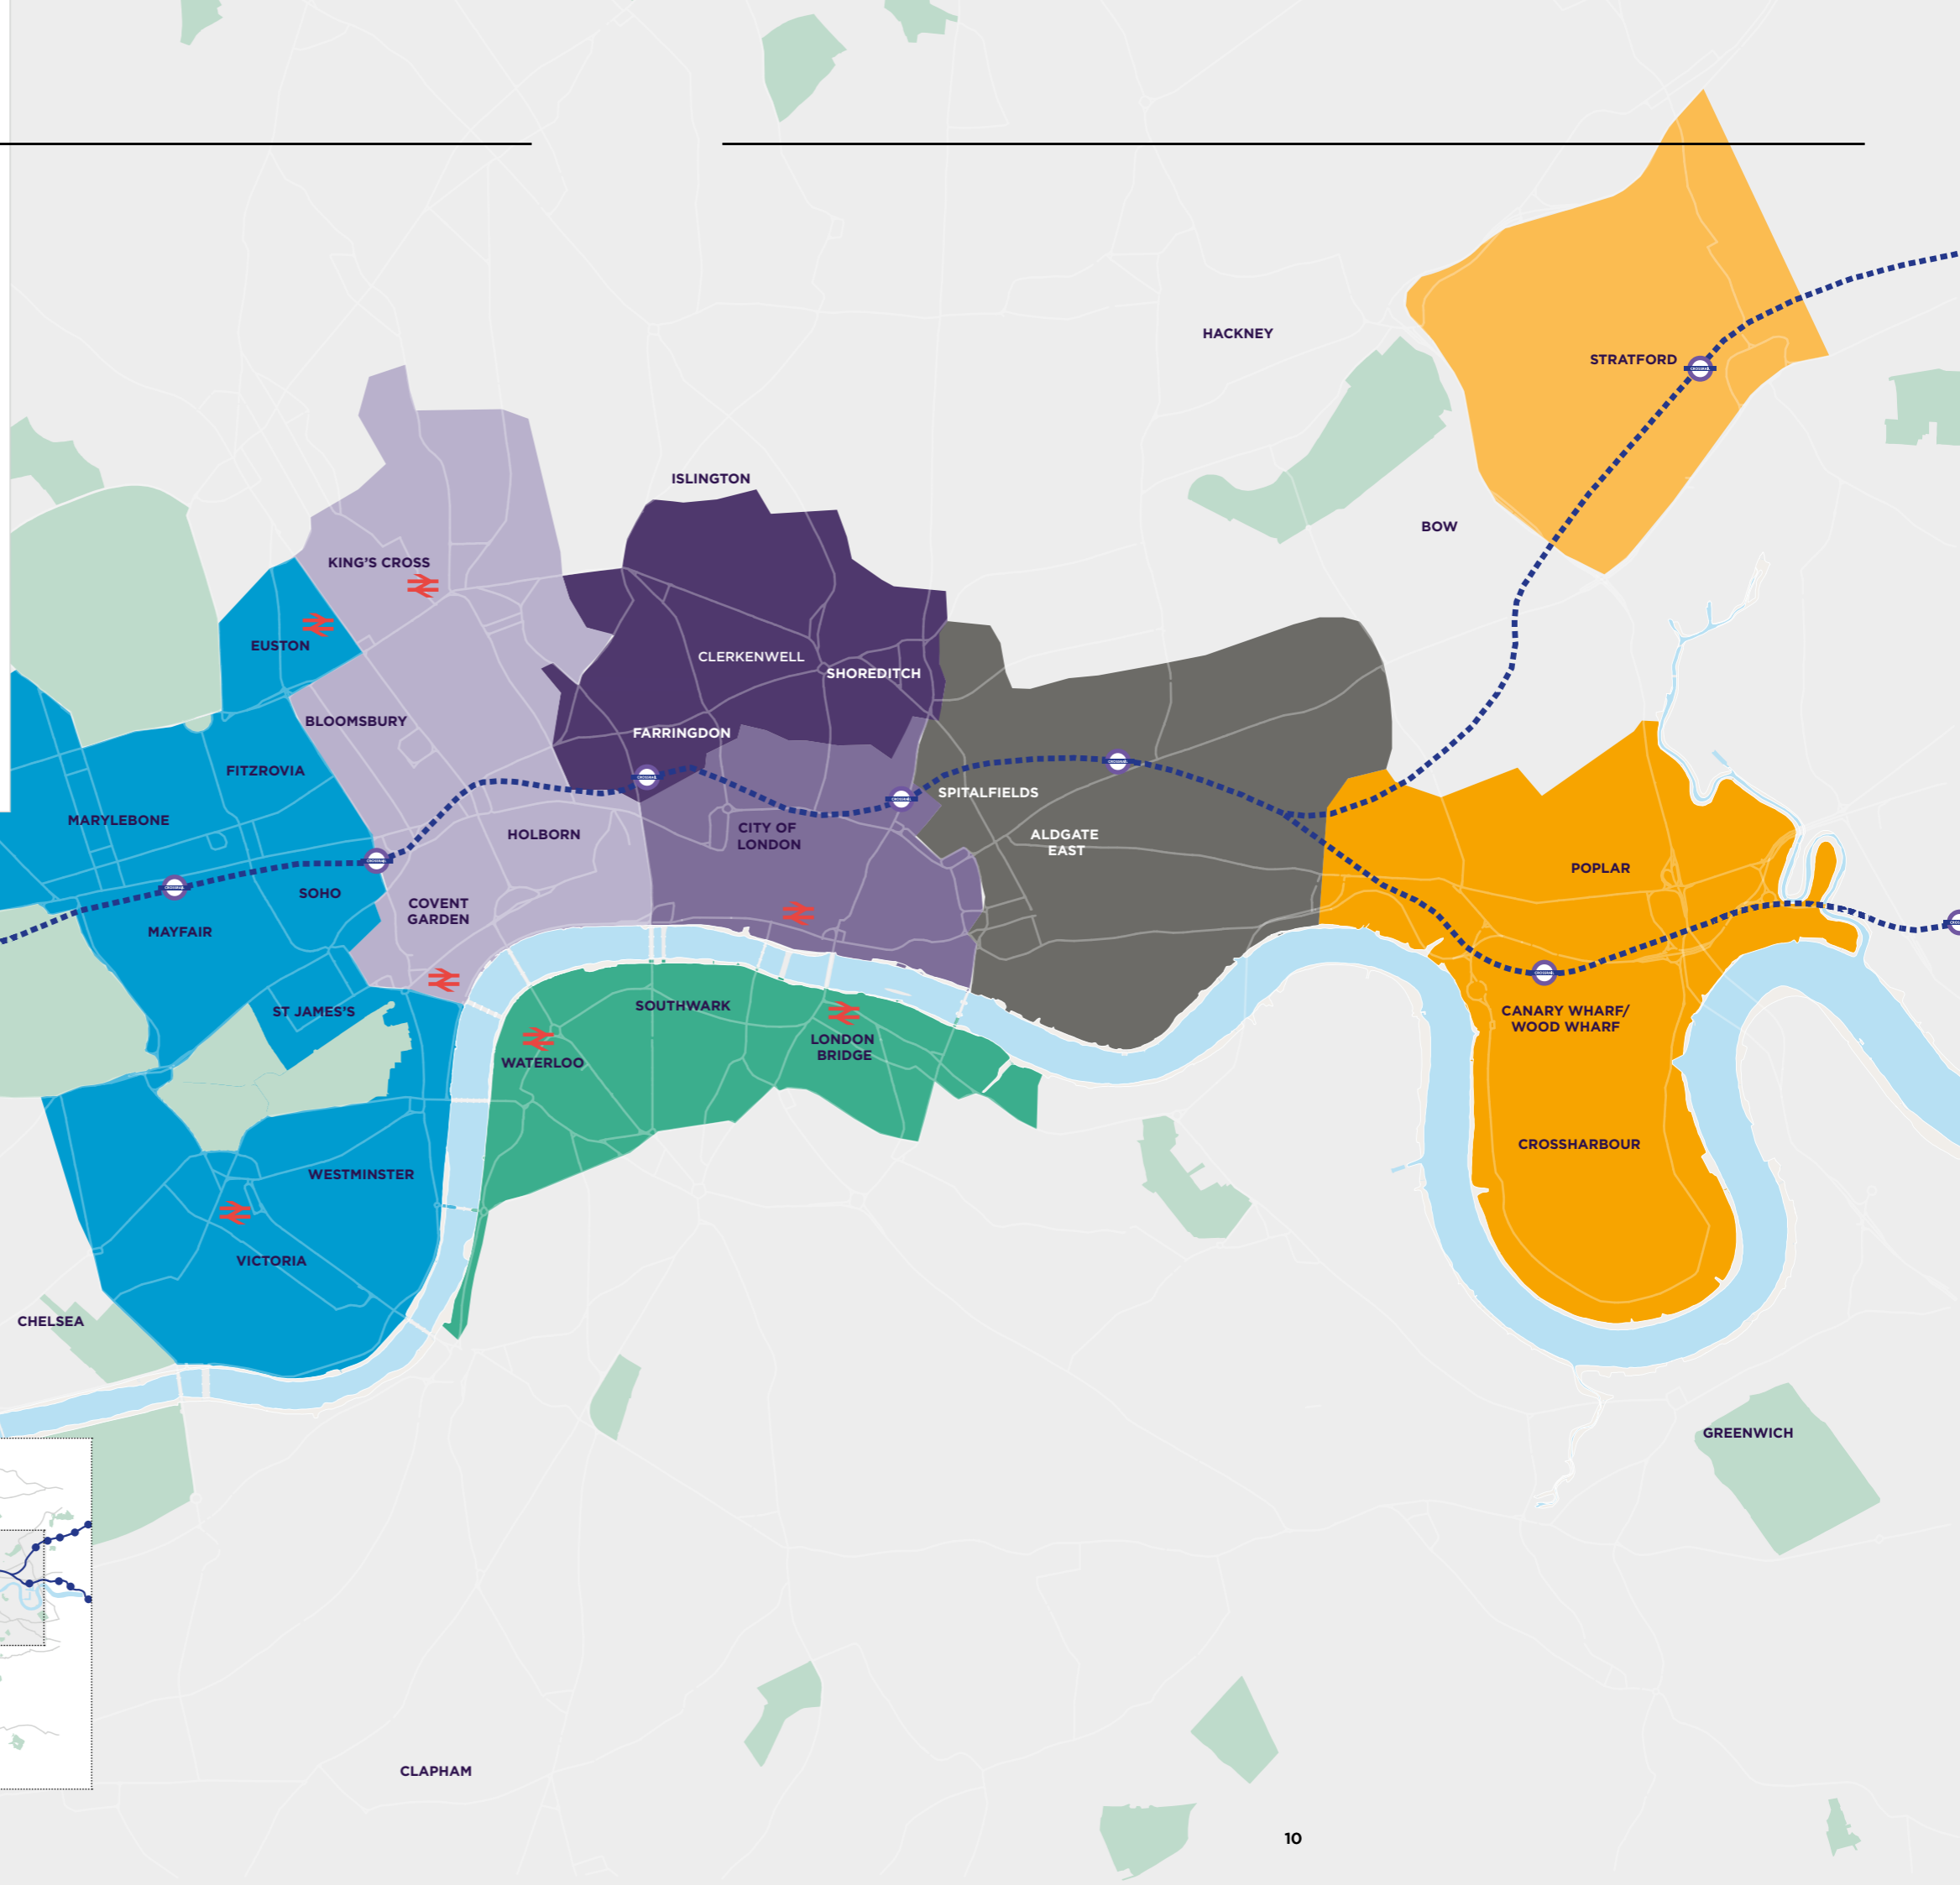 HACKNEY
STRATFORD
ISLINGTON
BOW
KING'S CROSS
EUSTON
CLERKENWELL
SHOREDITCH
BLOOMSBURY
FARRINGDON
FITZROVIA
SPITALFIELDS
MARYLEBONE
HOLBORN
CITY OF
LONDON
ALDGATE
EAST
POPLAR
SOHO
COVENT
GARDEN
MAYFAIR
ST JAMES'S
SOUTHWARK
CANARY WHARF/
WOOD WHARF
LONDON
BRIDGE
WATERLOO
CROSSHARBOUR
WESTMINSTER
VICTORIA
CHELSEA
GREENWICH
CLAPHAM
10